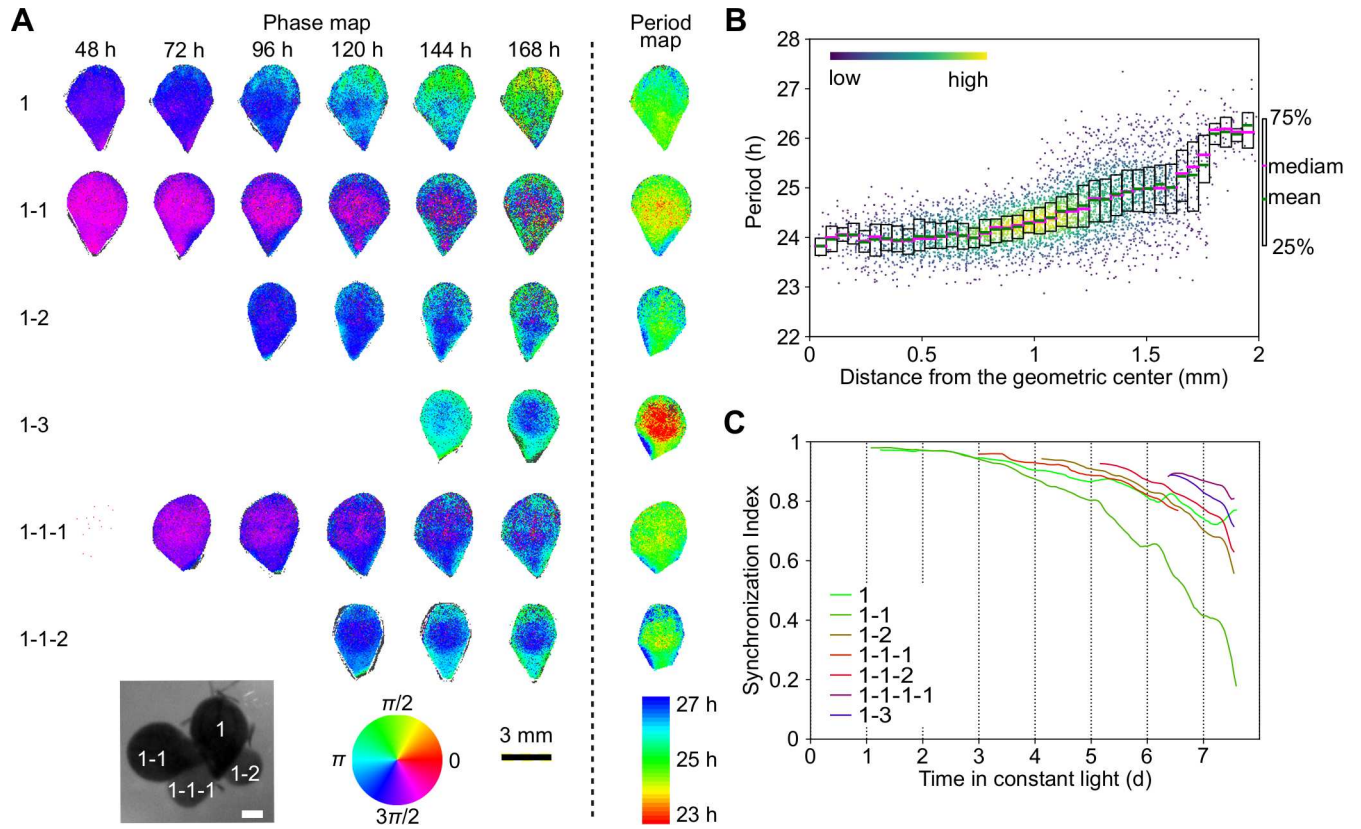 A
Phase map
Period
map
48 h 72 h 96 h 120 h 144 h 168 h
1
1-1
1-2
1-3
1-1-1
1-1-2
1
1-1
1-2
1-1-1
π/2
π
0
3π/2
3 mm
27 h
25 h
23 h
B
28
27
26
25
24
23
22
Period (h)
low
high
75%
mediam
mean
25%
0 0.5 1 1.5 2
Distance from the geometric center (mm)
C
1
0.8
0.6
0.4
0.2
0
Synchronization Index
1
1-1
1-2
1-1-1
1-1-2
1-1-1-1
1-3
0 1 2 3 4 5 6 7
Time in constant light (d)